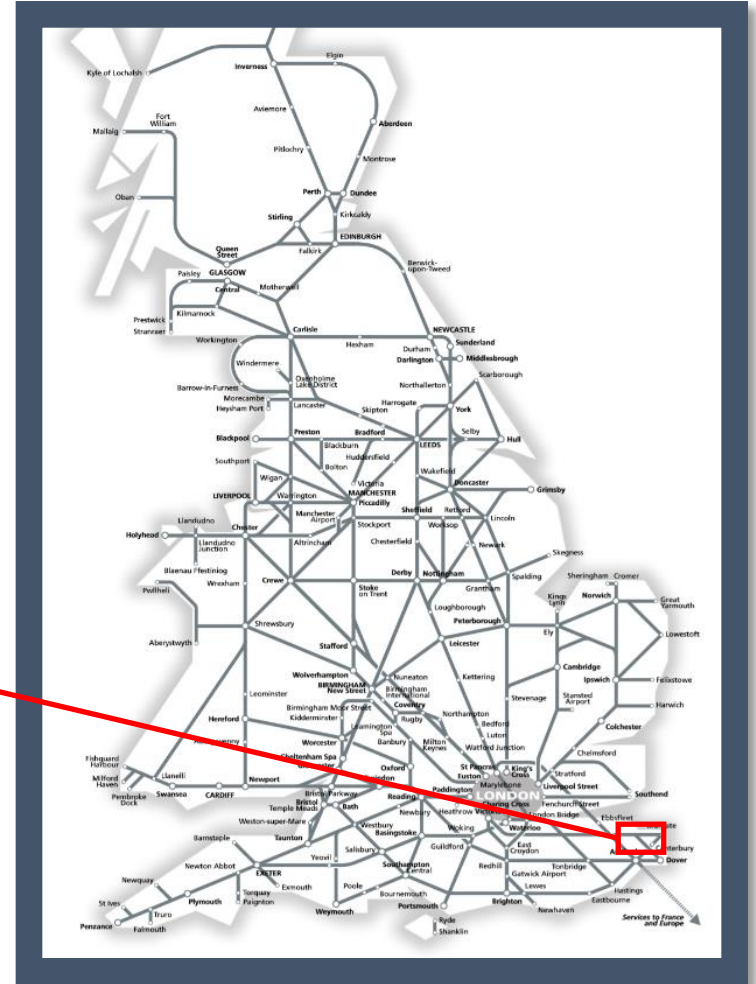 Elgin
Inverness
Kyle of Lochalsh
Aviemore
Fort
William
Aberdeen
Mallaig
Pitlochry
Montrose
Perth
Dundee
Oban
Stirling
Kirkcaldy
EDINBURGH
Queen
Street
Falkirk
Berwick-
upon-Tweed
Paisley
GLASGOW
Central
Motherwell
Prestwick
Kilmarnock
Stranraer
Carlisle
NEWCASTLE
Workington
Hexham
Sunderland
Durham
Darlington
Middlesbrough
Windermere
Scarborough
Oxenholme
Lake District
Barrow-in-Furness
Northallerton
Morecambe
Heysham Port
Lancaster
Harrogate
York
Skipton
Blackpool
Preston
Bradford
LEEDS
Selby
Hull
Blackburn
Huddersfield
Southport
Bolton
Wakefield
Wigan
Victoria
Doncaster
LIVERPOOL
Warrington
MANCHESTER
Piccadilly
Grimsby
Manchester
Airport
Stockport
Sheffield
Retford
Worksop
Lincoln
Llandudno
Chester
Holyhead
Llandudno
Junction
Altrincham
Chesterfield
Newark
Skegness
Blaenau Ffestiniog
Crewe
Derby
Nottingham
Spalding
Sheringham
Cromer
Pwllheli
Wrexham
Stoke
on Trent
Grantham
Kings
Lynn
Norwich
Great
Yarmouth
Loughborough
Peterborough
Shrewsbury
Ely
Lowestoft
Aberystwyth
Stafford
Leicester
Wolverhampton
Nuneaton
Kettering
Cambridge
BIRMINGHAM
New Street
Birmingham
International
Ipswich
Felixstowe
Leominster
Coventry
Stevenage
Stansted
Airport
Birmingham Moor Street
Kidderminster
Rugby
Northampton
Harwich
Hereford
Leamington
Spa
Bedford
Colchester
Worcester
Banbury
Milton
Keynes
Luton
Watford Junction
Cheltenham Spa
Chelmsford
Fishguard
Harbour
Oxford
St Pancras
King's
Cross
Euston
Stratford
Milford
Haven
Llanelli
Newport
Paddington
Marylebone
Liverpool Street
Pembroke
Dock
Swansea
CARDIFF
Parkway
Reading
LONDON
Southend
Bristol
Temple Meads
Bath
Charing Cross
Fenchurch Street
Newbury
Heathrow
London Bridge
Ebbsfleet
Weston-super-Mare
Westbury
Basingstoke
Waterloo
Barnstaple
Taunton
Woking
East
Croydon
Salisbury
Guildford
Dover
Newton Abbot
Yeovil
Redhill
Tonbridge
Southampton
Central
Gatwick Airport
Newquay
EXETER
Exmouth
Poole
Lewes
Hastings
St Ives
Plymouth
Torquay
Paignton
Bournemouth
Eastbourne
Truro
Weymouth
Portsmouth
Brighton
Newhaven
Penzance
Falmouth
Ryde
Shanklin
Services to France
and Europe